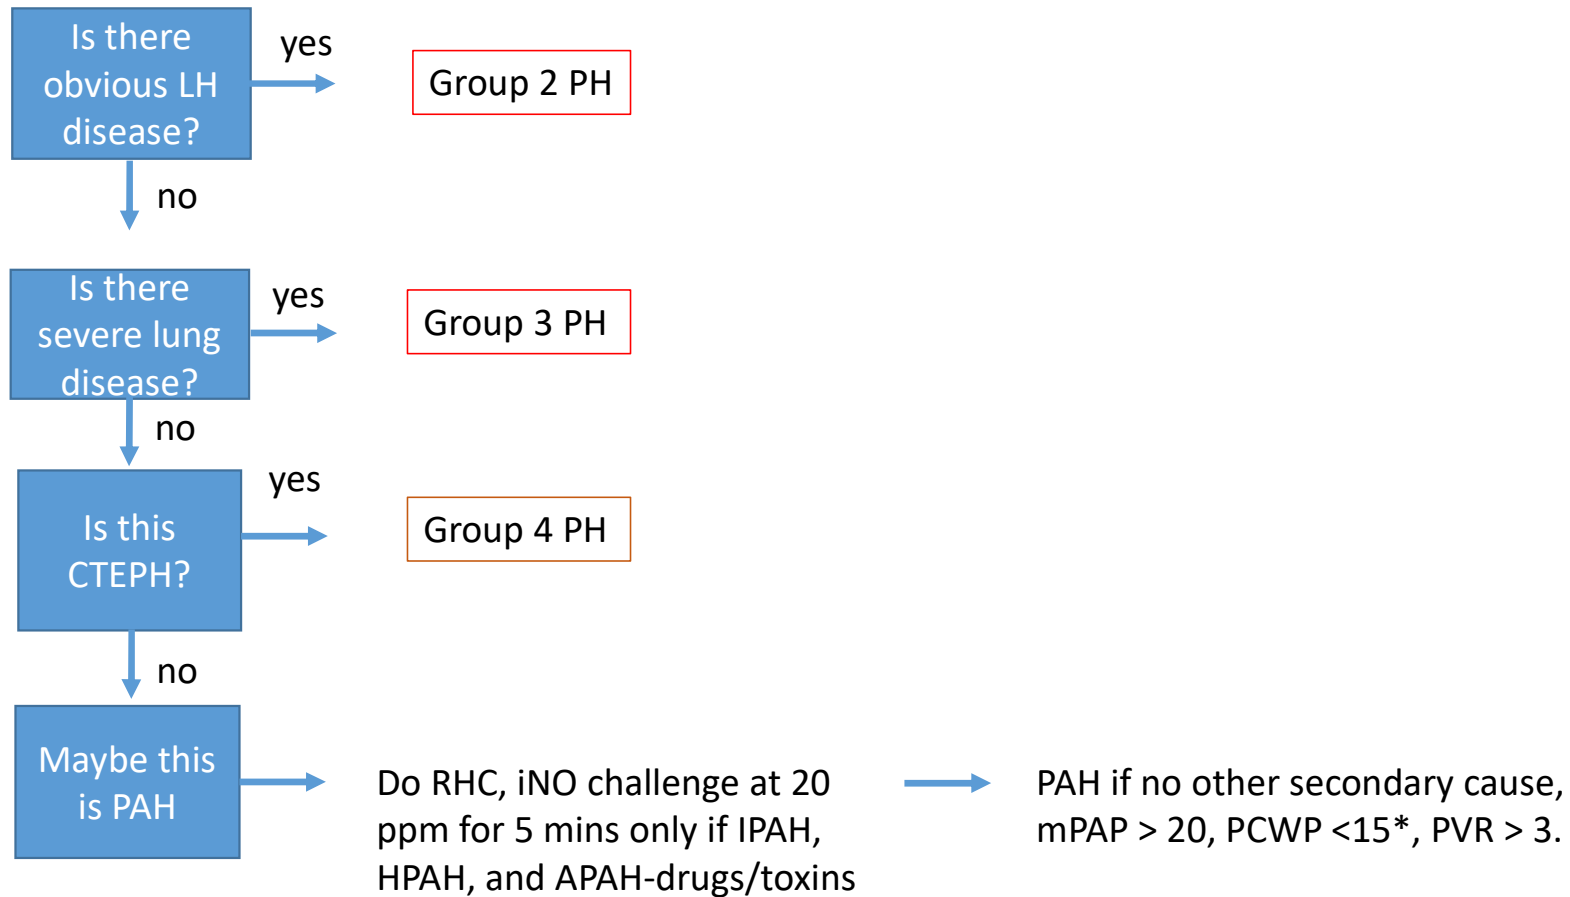 Is there
obvious LH
disease?
yes
Group 2 PH
no
Is there
severe lung
disease?
yes
Group 3 PH
no
Is this
CTEPH?
yes
Group 4 PH
no
Maybe this
is PAH
Do RHC, iNO challenge at 20
ppm for 5 mins only if IPAH,
HPAH, and APAH-drugs/toxins
PAH if no other secondary cause,
mPAP > 20, PCWP <15*, PVR > 3.